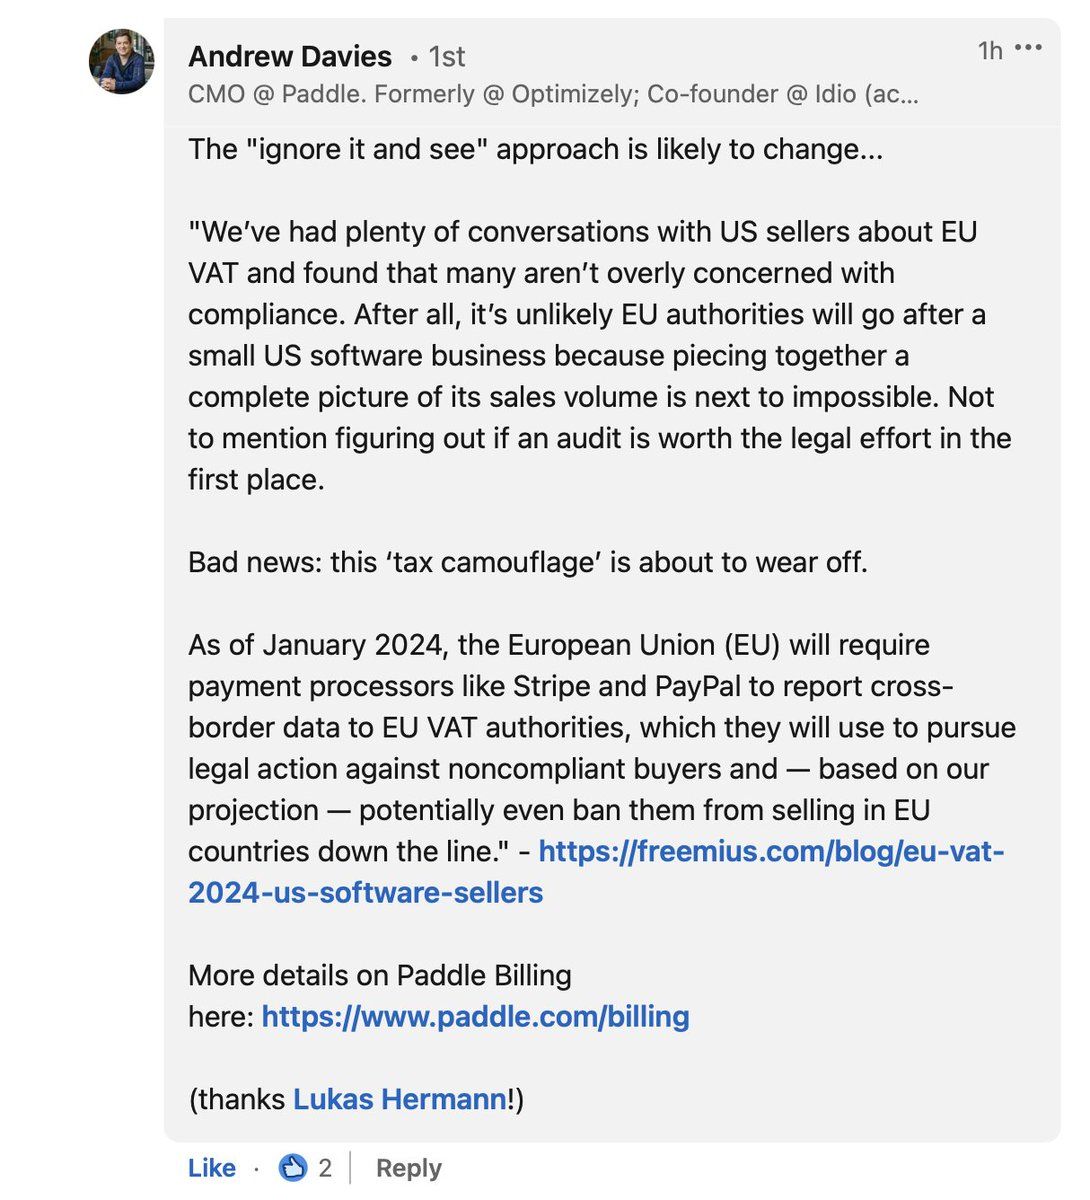 Andrew Davies • 1st
1h •••
CMO @ Paddle. Formerly @ Optimizely; Co-founder @ Idio (ac...
The "ignore it and see" approach is likely to change...
"We’ve had plenty of conversations with US sellers about EU
VAT and found that many aren’t overly concerned with
compliance. After all, it’s unlikely EU authorities will go after a
small US software business because piecing together a
complete picture of its sales volume is next to impossible. Not
to mention figuring out if an audit is worth the legal effort in the
first place.
Bad news: this ‘tax camouflage’ is about to wear off.
As of January 2024, the European Union (EU) will require
payment processors like Stripe and PayPal to report cross-
border data to EU VAT authorities, which they will use to pursue
legal action against noncompliant buyers and — based on our
projection — potentially even ban them from selling in EU
countries down the line." - https://freemius.com/blog/eu-vat-
2024-us-software-sellers
More details on Paddle Billing
here: https://www.paddle.com/billing
(thanks Lukas Hermann!)
Like · 2 | Reply